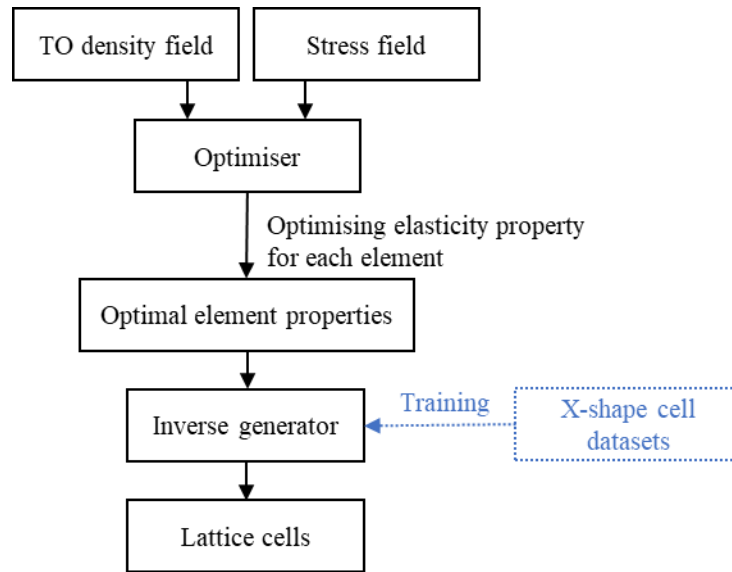 TO density field
Stress field
Optimiser
Optimising elasticity property
for each element
Optimal element properties
Inverse generator
Training
X-shape cell
datasets
Lattice cells